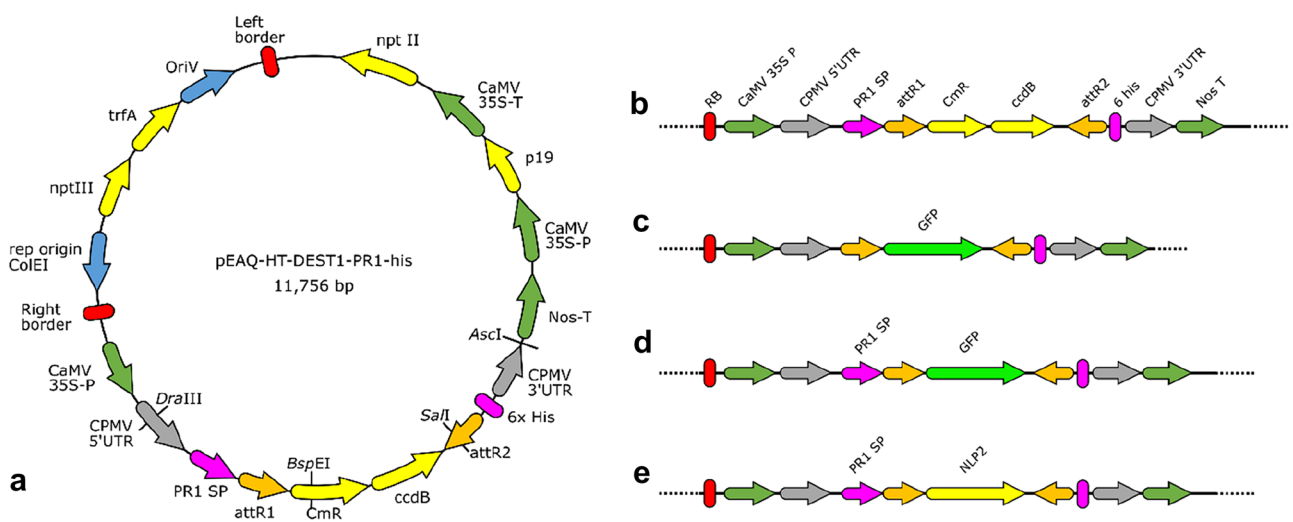 Left
border
npt II
OriV
CaMV
35S-T
trfA
p19
nptIII
CaMV
35S-P
rep origin
ColEI
pEAQ-HT-DEST1-PR1-his
11,756 bp
Right
border
Nos-T
AscI
CaMV
35S-P
CPMV
3'UTR
DraIII
6x His
CPMV
5'UTR
SalI
attR2
BspEI
PR1 SP
ccdB
attR1
CmR
a
b
RB
CaMV 35S P
CPMV 5'UTR
PR1 SP
attR1
CmR
ccdB
attR2
6 his
CPMV 3'UTR
Nos T
c
GFP
d
PR1 SP
GFP
e
PR1 SP
NLP2